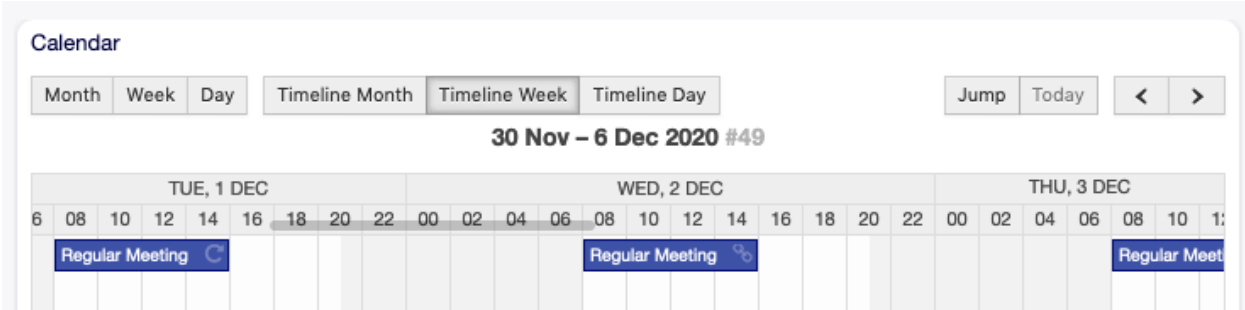 Calendar
Month Week Day Timeline Month Timeline Week Timeline Day Jump Today
30 Nov – 6 Dec 2020 #49
TUE, 1 DEC WED, 2 DEC THU, 3 DEC
6 08 10 12 14 16 18 20 22 00 02 04 06 08 10 12 14 16 18 20 22 00 02 04 06 08 10
Regular Meeting Regular Meeting Regular